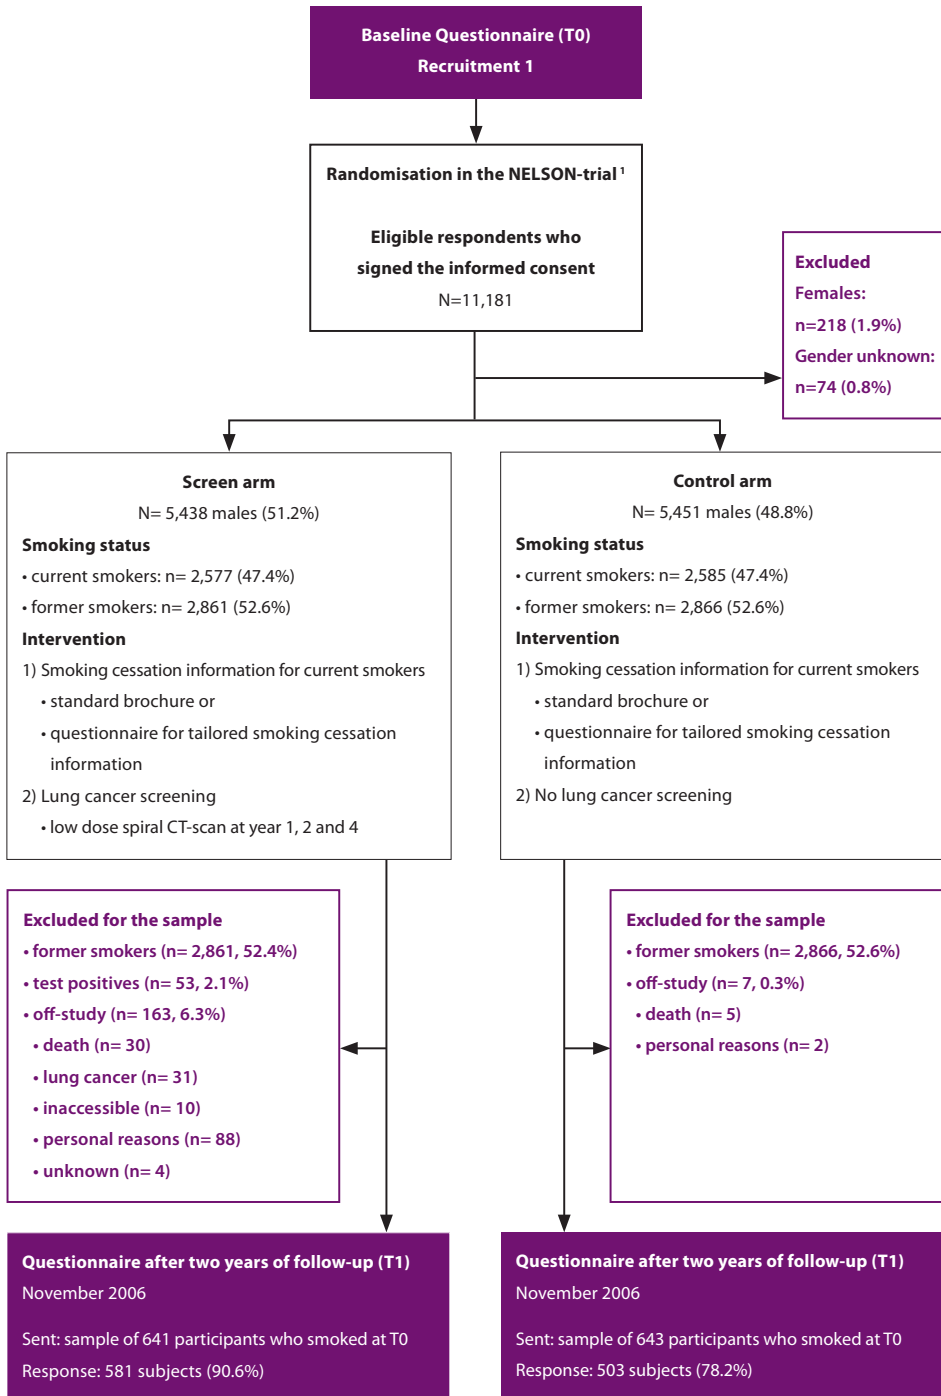 Baseline Questionnaire (T0)
Recruitment 1
Randomisation in the NELSON-trial ¹
Eligible respondents who
signed the informed consent
N=11,181
Excluded
Females:
n=218 (1.9%)
Gender unknown:
n=74 (0.8%)
Screen arm
N= 5,438 males (51.2%)
Smoking status
• current smokers: n= 2,577 (47.4%)
• former smokers: n= 2,861 (52.6%)
Intervention
1) Smoking cessation information for current smokers
• standard brochure or
• questionnaire for tailored smoking cessation
information
2) Lung cancer screening
• low dose spiral CT-scan at year 1, 2 and 4
Control arm
N= 5,451 males (48.8%)
Smoking status
• current smokers: n= 2,585 (47.4%)
• former smokers: n= 2,866 (52.6%)
Intervention
1) Smoking cessation information for current smokers
• standard brochure or
• questionnaire for tailored smoking cessation
information
2) No lung cancer screening
Excluded for the sample
• former smokers (n= 2,861, 52.4%)
• test positives (n= 53, 2.1%)
• off-study (n= 163, 6.3%)
• death (n= 30)
• lung cancer (n= 31)
• inaccessible (n= 10)
• personal reasons (n= 88)
• unknown (n= 4)
Excluded for the sample
• former smokers (n= 2,866, 52.6%)
• off-study (n= 7, 0.3%)
• death (n= 5)
• personal reasons (n= 2)
Questionnaire after two years of follow-up (T1)
November 2006
Sent: sample of 641 participants who smoked at T0
Response: 581 subjects (90.6%)
Questionnaire after two years of follow-up (T1)
November 2006
Sent: sample of 643 participants who smoked at T0
Response: 503 subjects (78.2%)